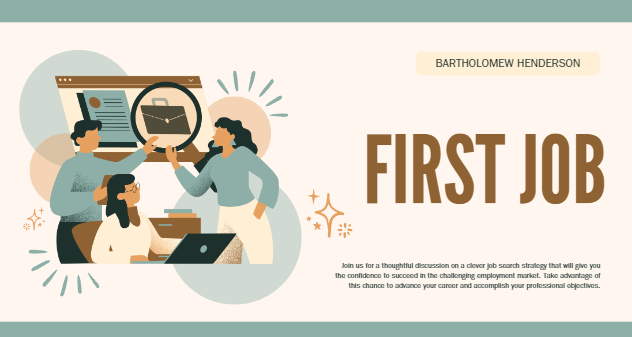 BARTHOLOMEW HENDERSON
FIRST JOB
Join us for a thoughtful discussion on a clever job search strategy that will give you
the confidence to succeed in the challenging employment market. Take advantage of
this chance to advance your career and accomplish your professional objectives.